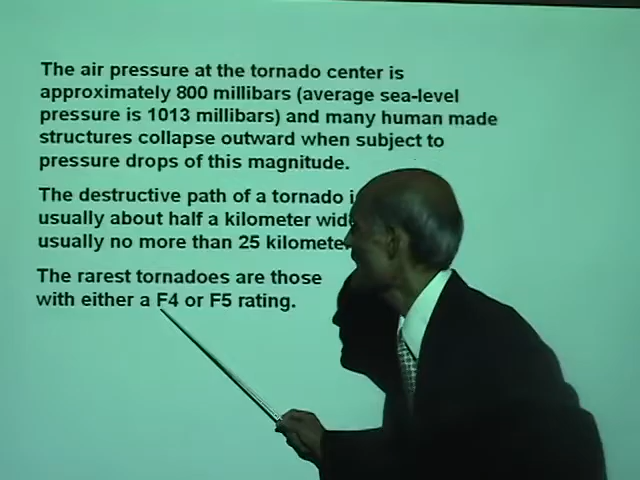 The air pressure at the tornado center is
approximately 800 millibars (average sea-level
pressure is 1013 millibars) and many human made
structures collapse outward when subject to
pressure drops of this magnitude.
The destructive path of a tornado
usually about half a kilometer
usually no more than 25
The rarest tornadoes are those
with either a F4 or F5 rating.